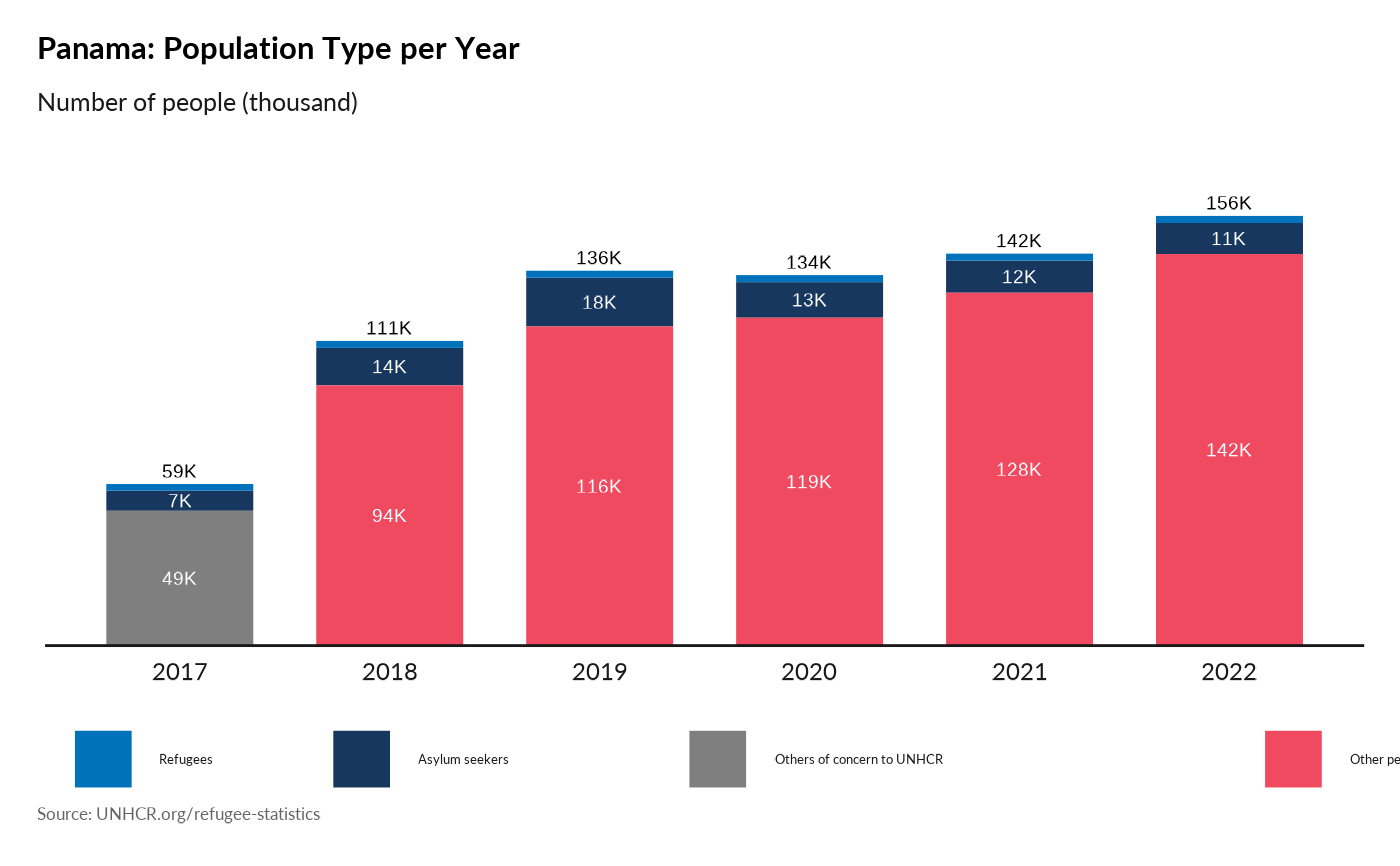 Panama: Population Type per Year
Number of people (thousand)
59K
7K
49K
111K
14K
94K
136K
18K
116K
134K
13K
119K
142K
12K
128K
156K
11K
142K
2017 2018 2019 2020 2021 2022
Refugees Asylum seekers Others of concern to UNHCR Other
Source: UNHCR.org/refugee-statistics